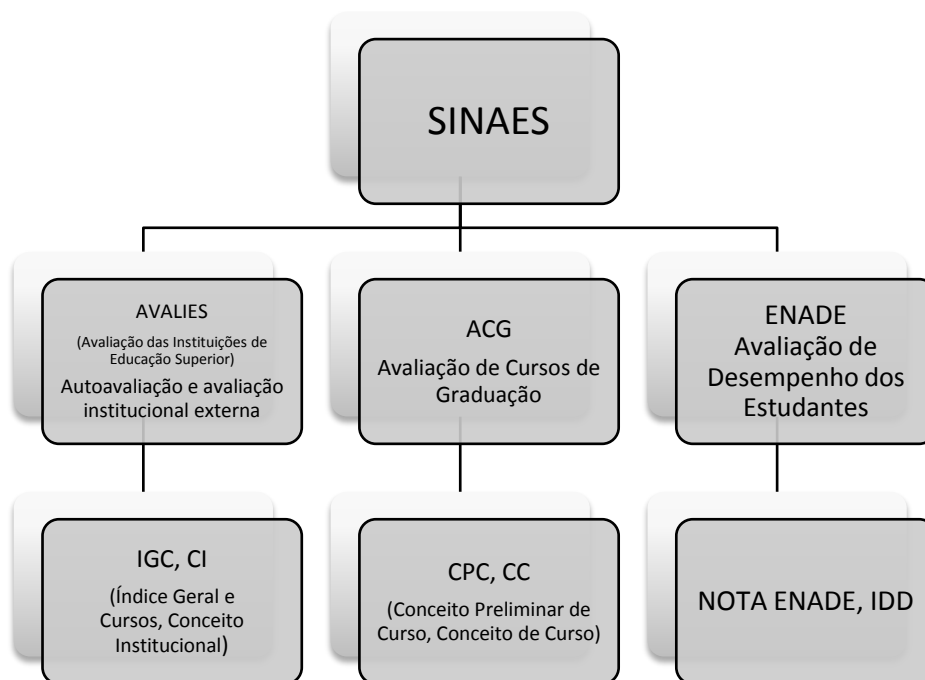 SINAES
AVALIES
(Avaliação das Instituições de
Educação Superior)
Autoavaliação e avaliação
institucional externa
ACG
Avaliação de Cursos de
Graduação
ENADE
Avaliação de
Desempenho dos
Estudantes
IGC, CI
(Índice Geral e
Cursos, Conceito
Institucional)
CPC, CC
(Conceito Preliminar de
Curso, Conceito de Curso)
NOTA ENADE, IDD